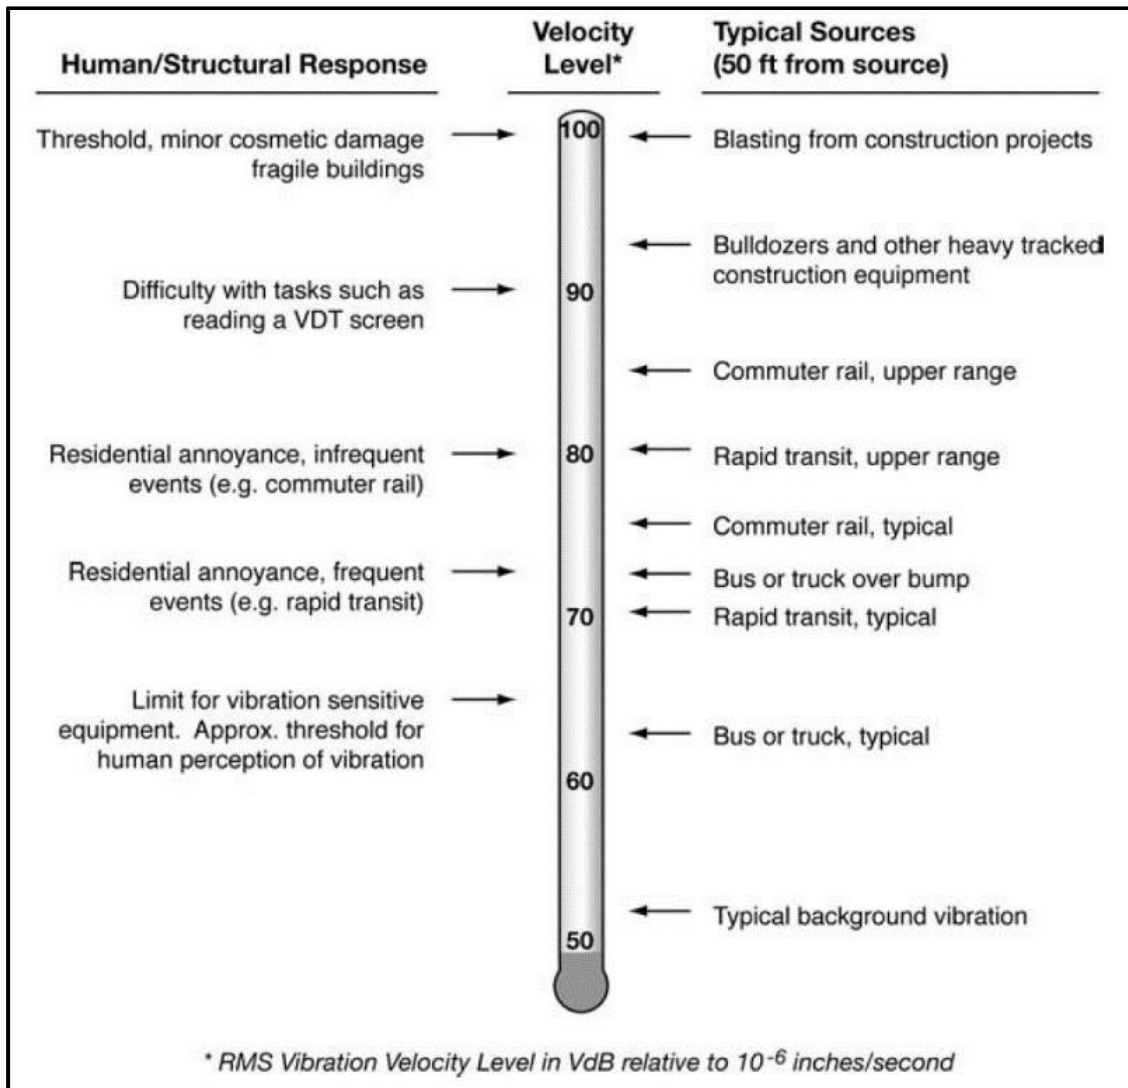 Human/Structural Response
Velocity
Level*
Typical Sources
(50 ft from source)
Threshold, minor cosmetic damage
fragile buildings
100
Blasting from construction projects
Bulldozers and other heavy tracked
construction equipment
Difficulty with tasks such as
reading a VDT screen
90
Commuter rail, upper range
Residential annoyance, infrequent
events (e.g. commuter rail)
80
Rapid transit, upper range
Commuter rail, typical
Residential annoyance, frequent
events (e.g. rapid transit)
Bus or truck over bump
70
Rapid transit, typical
Limit for vibration sensitive
equipment. Approx. threshold for
human perception of vibration
Bus or truck, typical
60
Typical background vibration
50
* RMS Vibration Velocity Level in VdB relative to 10⁻⁶ inches/second